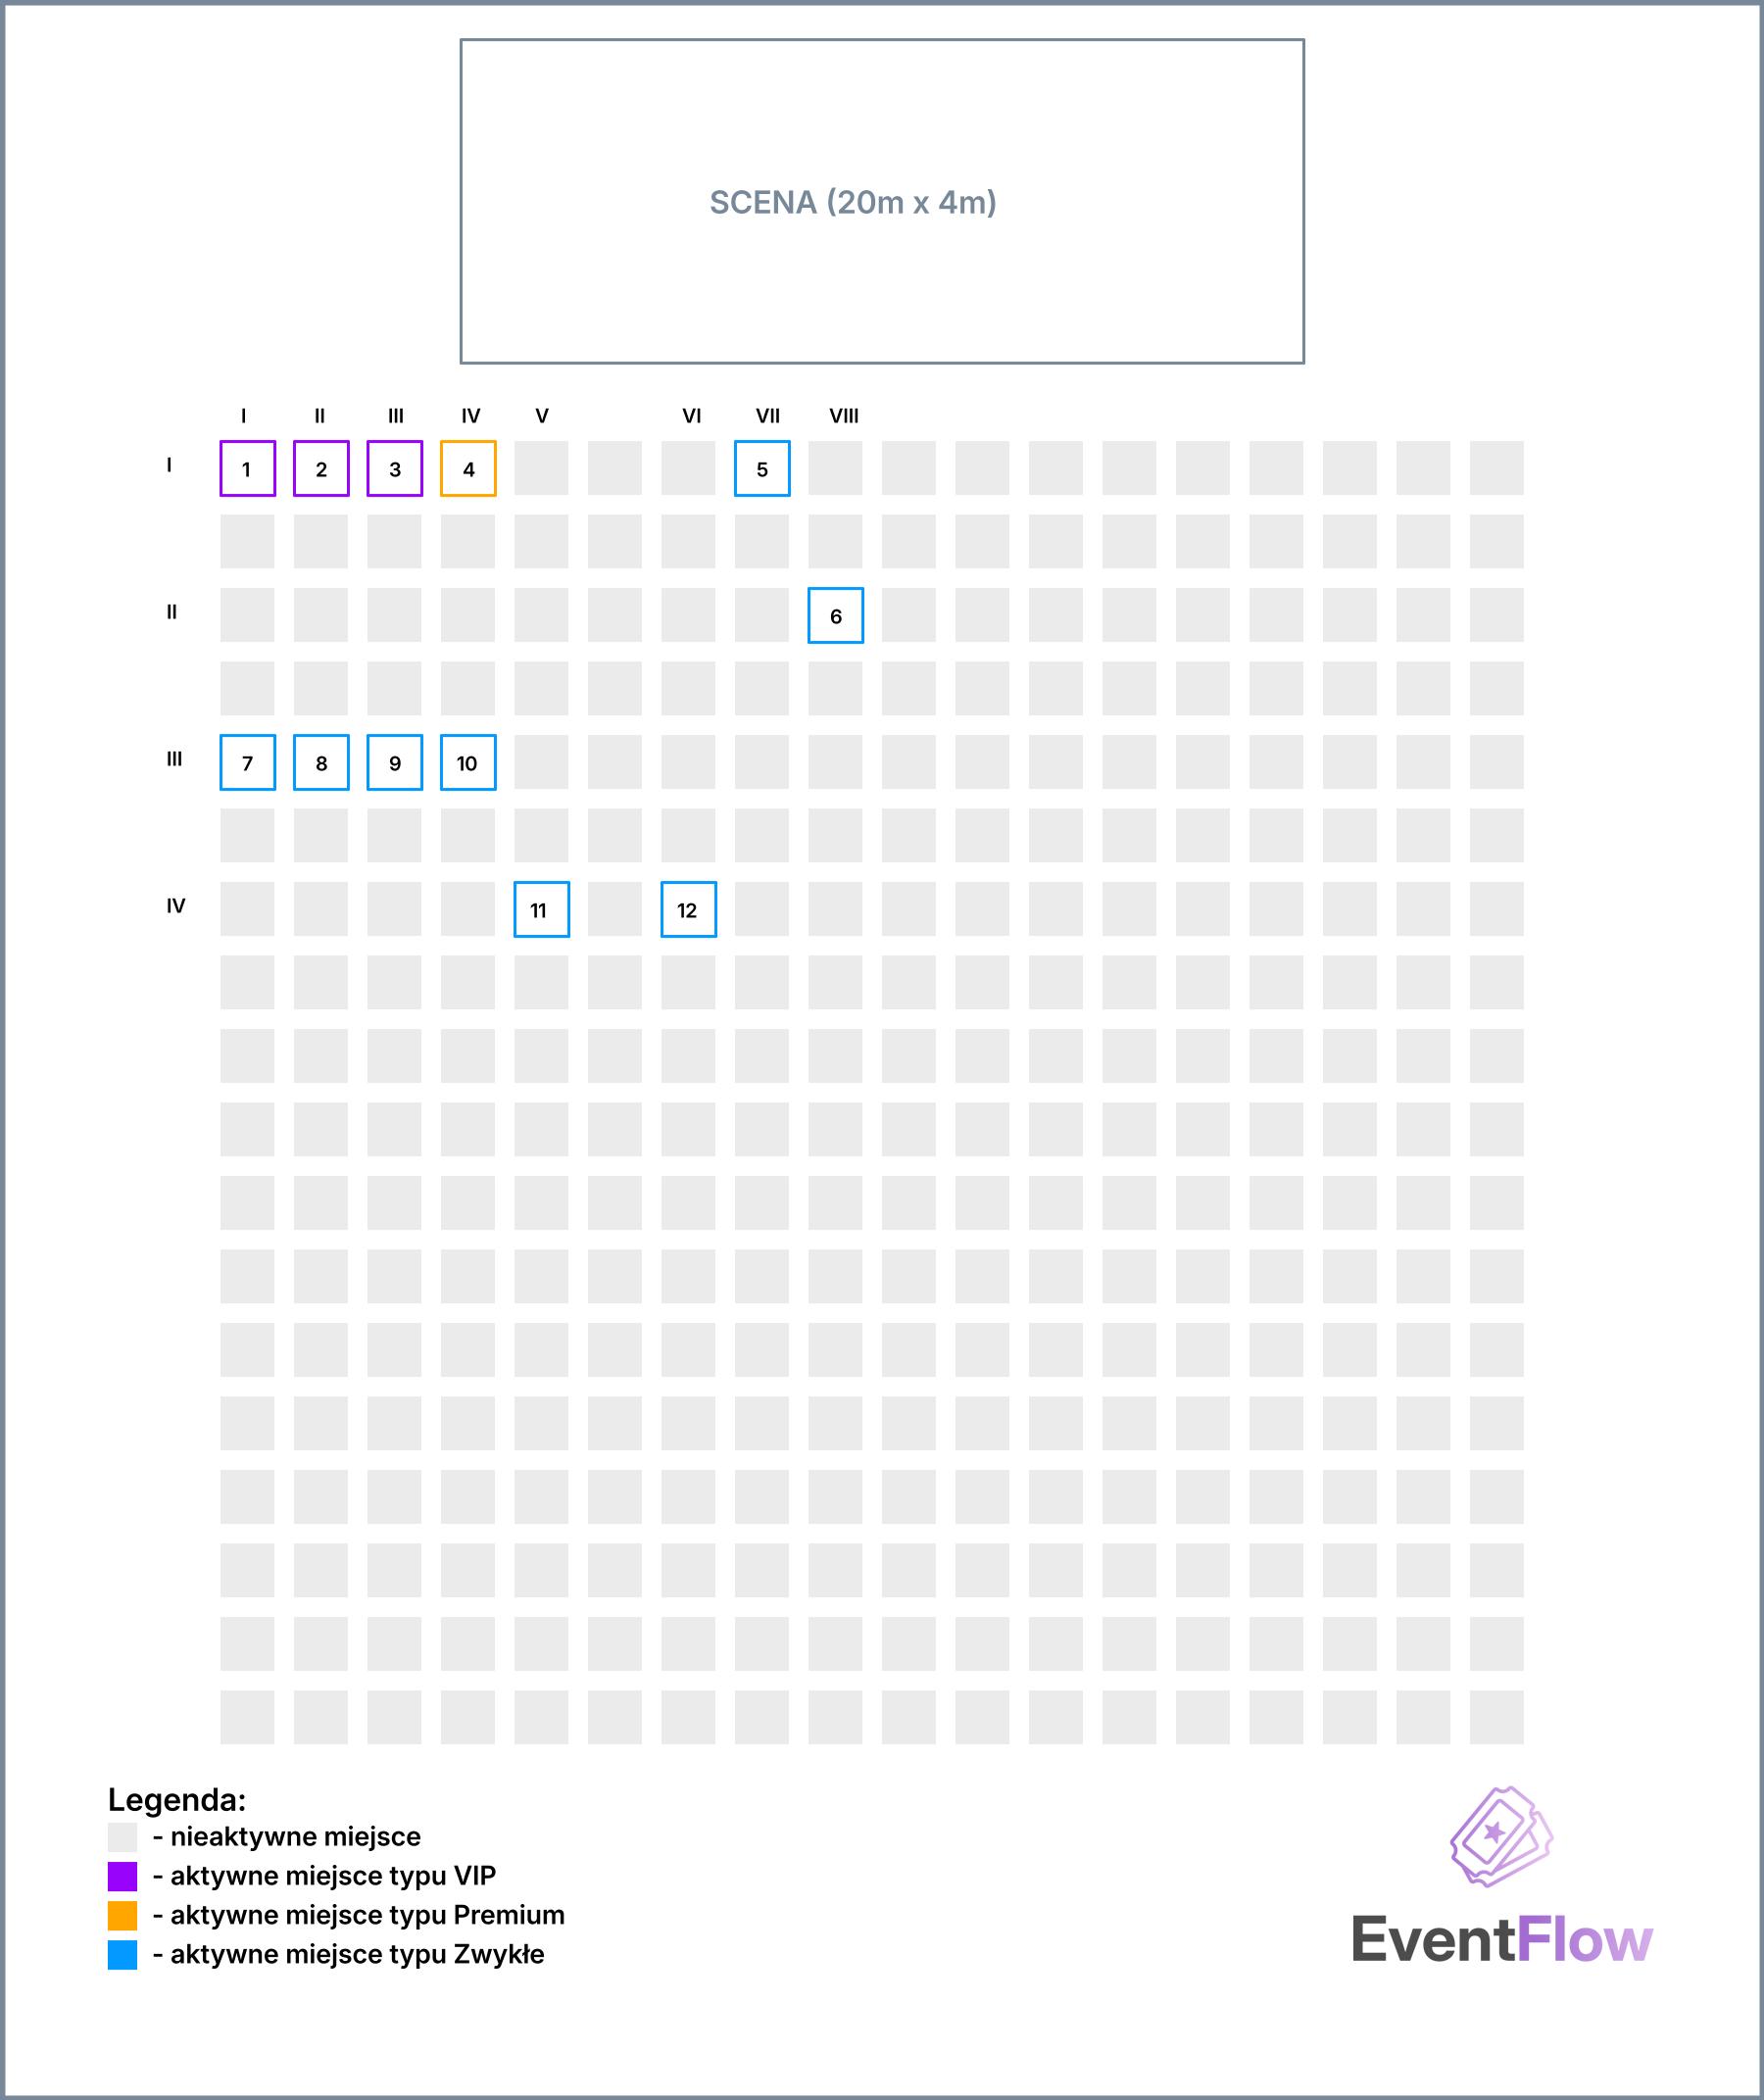 SCENA (20m x 4m)
I II III IV V VI VII VIII
I 1 2 3 4 5
II 6
III 7 8 9 10
IV 11 12
Legenda:
- nieaktywne miejsce
- aktywne miejsce typu VIP
- aktywne miejsce typu Premium
- aktywne miejsce typu Zwykłe
EventFlow